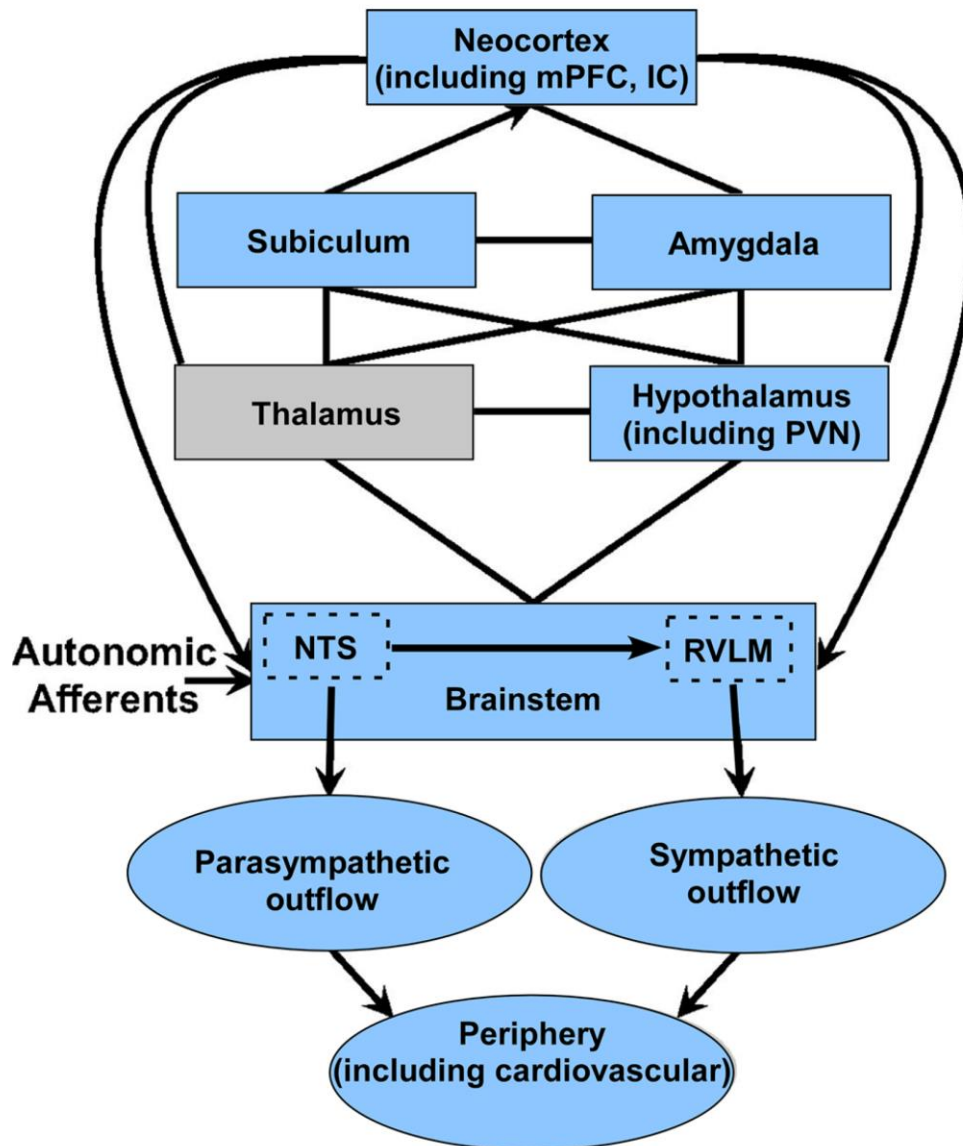 Neocortex
(including mPFC, IC)
Subiculum
Amygdala
Thalamus
Hypothalamus
(including PVN)
Autonomic
Afferents
NTS
RVLM
Brainstem
Parasympathetic
outflow
Sympathetic
outflow
Periphery
(including cardiovascular)